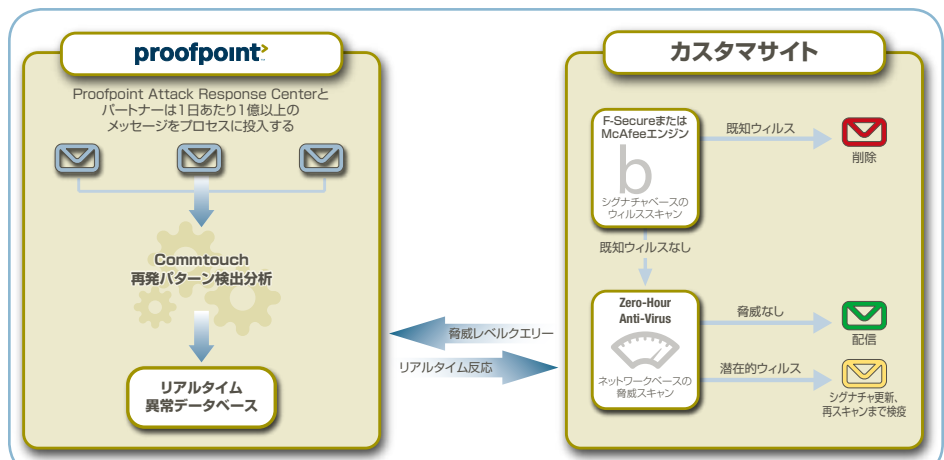 proofpoint
Proofpoint Attack Response Centerと
パートナーは1日あたり1億以上の
メッセージをプロセスに投入する
Commtouch
再発パターン検出分析
リアルタイム
異常データベース
脅威レベルクエリー
リアルタイム反応
カスタマサイト
F-Secureまたは
McAfeeエンジン
b
シグナチャベースの
ウィルススキャン
既知ウィルス
削除
既知ウィルスなし
Zero-Hour
Anti-Virus
ネットワークベースの
脅威スキャン
脅威なし
配信
潜在的ウィルス
シグナチャ更新、
再スキャンまで検疫